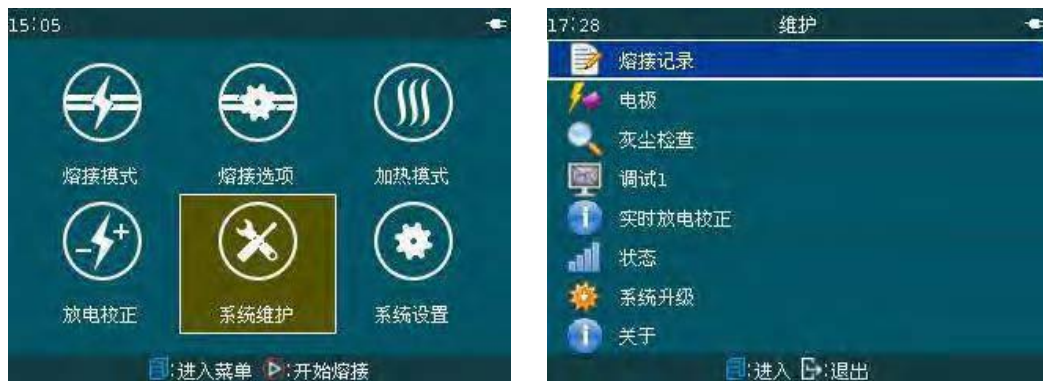 15:05
熔接模式 熔接选项 加热模式
放电校正 系统维护 系统设置
:进入菜单 :开始熔接
17:28 维护
熔接记录
电极
灰尘检查
调试1
实时放电校正
状态
系统升级
关于
:进入 :退出